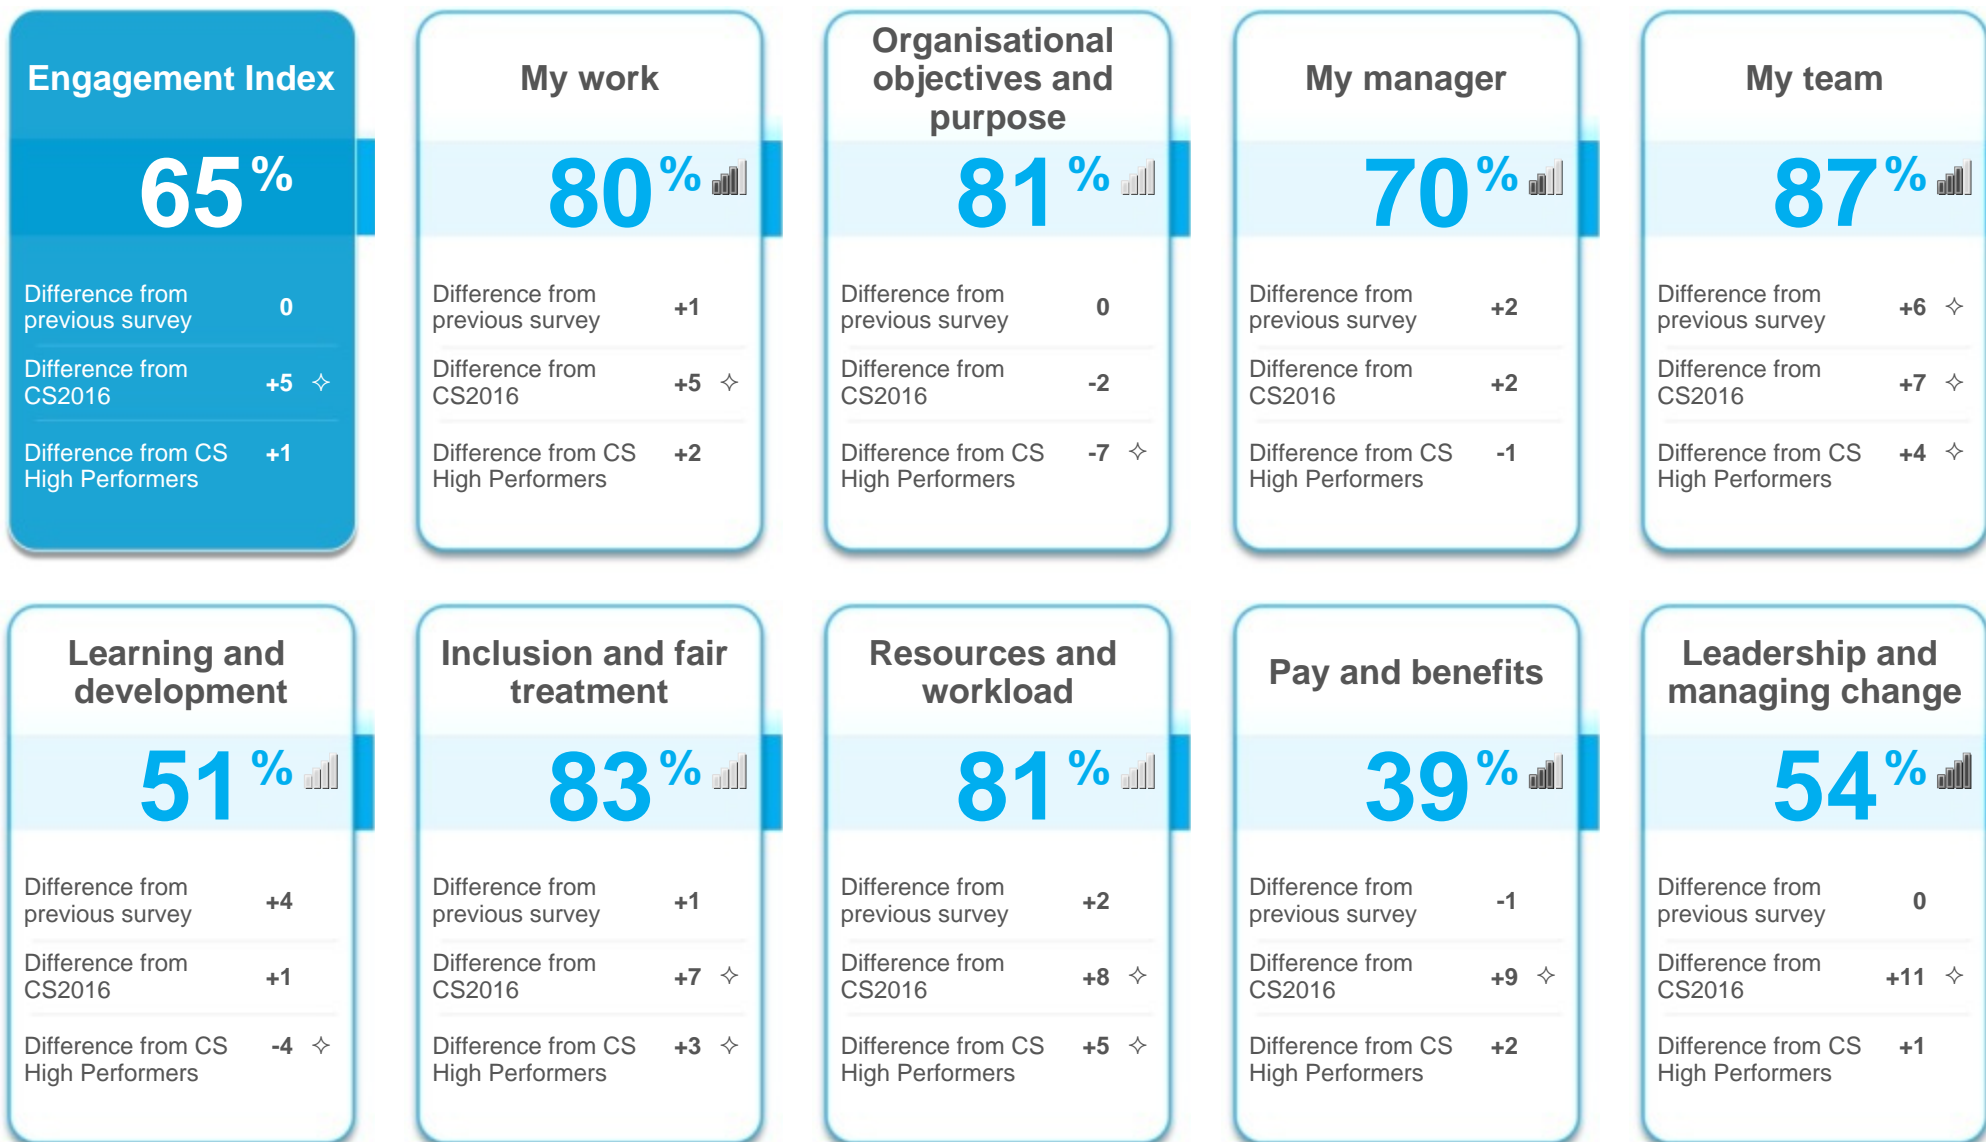 Engagement Index
65%
Difference from
previous survey 0
Difference from
CS2016 +5 ✧
Difference from CS
High Performers +1
My work
80%
Difference from
previous survey +1
Difference from
CS2016 +5 ✧
Difference from CS
High Performers +2
Organisational
objectives and
purpose
81%
Difference from
previous survey 0
Difference from
CS2016 -2
Difference from CS
High Performers -7 ✧
My manager
70%
Difference from
previous survey +2
Difference from
CS2016 +2
Difference from CS
High Performers -1
My team
87%
Difference from
previous survey +6 ✧
Difference from
CS2016 +7 ✧
Difference from CS
High Performers +4 ✧
Learning and
development
51%
Difference from
previous survey +4
Difference from
CS2016 +1
Difference from CS
High Performers -4 ✧
Inclusion and fair
treatment
83%
Difference from
previous survey +1
Difference from
CS2016 +7 ✧
Difference from CS
High Performers +3 ✧
Resources and
workload
81%
Difference from
previous survey +2
Difference from
CS2016 +8 ✧
Difference from CS
High Performers +5 ✧
Pay and benefits
39%
Difference from
previous survey -1
Difference from
CS2016 +9 ✧
Difference from CS
High Performers +2
Leadership and
managing change
54%
Difference from
previous survey 0
Difference from
CS2016 +11 ✧
Difference from CS
High Performers +1